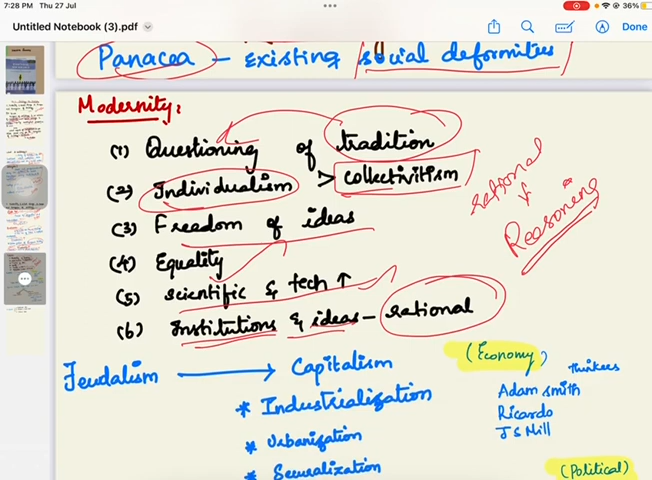 7:28 PM Thu 27 Jul
36%
Untitled Notebook (3).pdf
Done
Panacea - existing social deformities
Modernity:
(1) Questioning of tradition
(2) Individualism > collectivitism
(3) Freedom of ideas
(4) Equality
(5) Scientific & tech ↑
(6) Institutions & ideas - rational
rational
Reasoning
Feudalism → Capitalism
(Economy)
thinkers
* Industrialization
Adam Smith
Ricardo
* Urbanization
J S Mill
* Secularization
(Political)